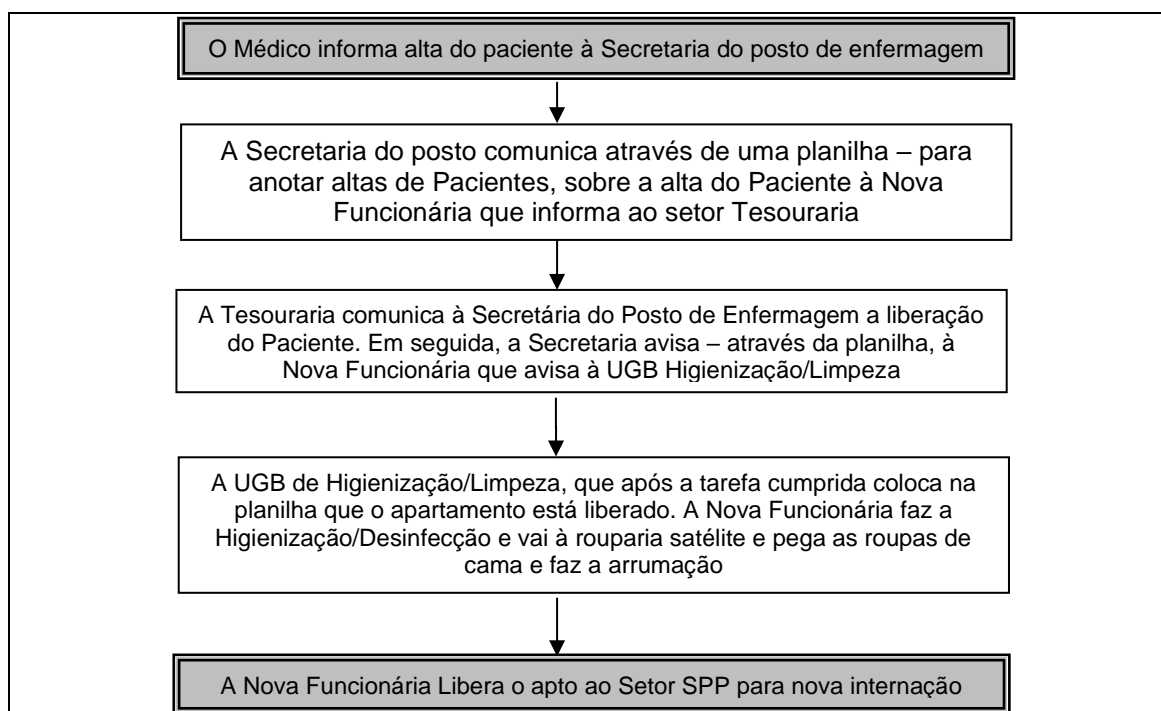 O Médico informa alta do paciente à Secretaria do posto de enfermagem
A Secretaria do posto comunica através de uma planilha – para
anotar altas de Pacientes, sobre a alta do Paciente à Nova
Funcionária que informa ao setor Tesouraria
A Tesouraria comunica à Secretária do Posto de Enfermagem a liberação
do Paciente. Em seguida, a Secretaria avisa – através da planilha, à
Nova Funcionária que avisa à UGB Higienização/Limpeza
A UGB de Higienização/Limpeza, que após a tarefa cumprida coloca na
planilha que o apartamento está liberado. A Nova Funcionária faz a
Higienização/Desinfecção e vai à rouparia satélite e pega as roupas de
cama e faz a arrumação
A Nova Funcionária Libera o apto ao Setor SPP para nova internação